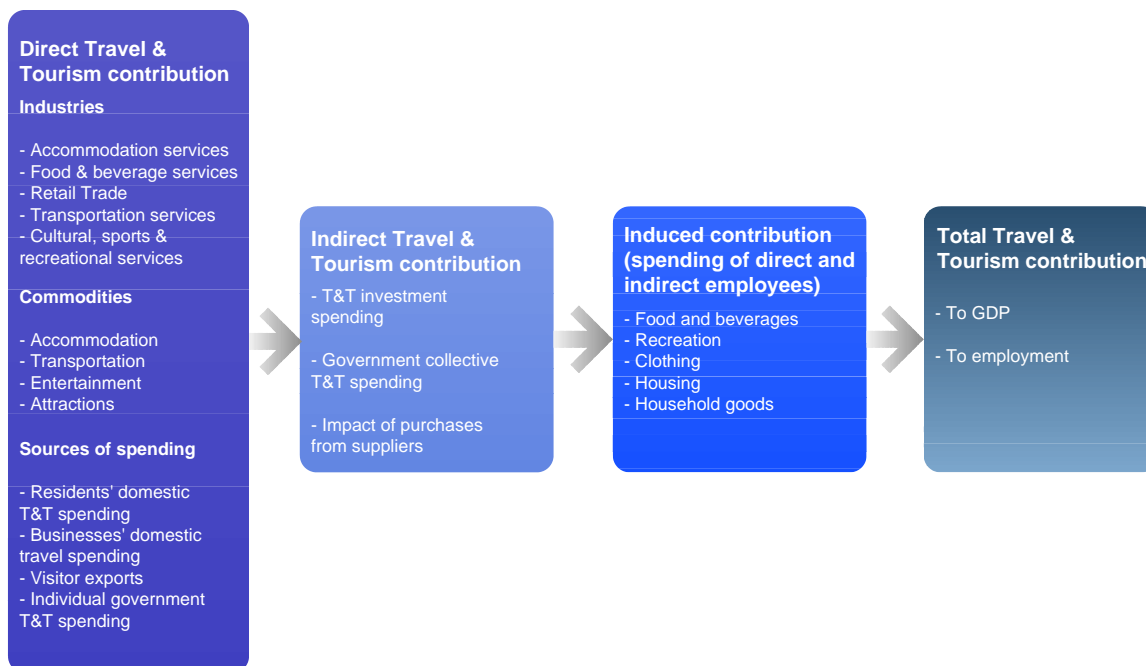 Direct Travel &
Tourism contribution
Industries
- Accommodation services
- Food & beverage services
- Retail Trade
- Transportation services
- Cultural, sports &
recreational services
Commodities
- Accommodation
- Transportation
- Entertainment
- Attractions
Sources of spending
- Residents' domestic
T&T spending
- Businesses' domestic
travel spending
- Visitor exports
- Individual government
T&T spending
Indirect Travel &
Tourism contribution
- T&T investment
spending
- Government collective
T&T spending
- Impact of purchases
from suppliers
Induced contribution
(spending of direct and
indirect employees)
- Food and beverages
- Recreation
- Clothing
- Housing
- Household goods
Total Travel &
Tourism contribution
- To GDP
- To employment